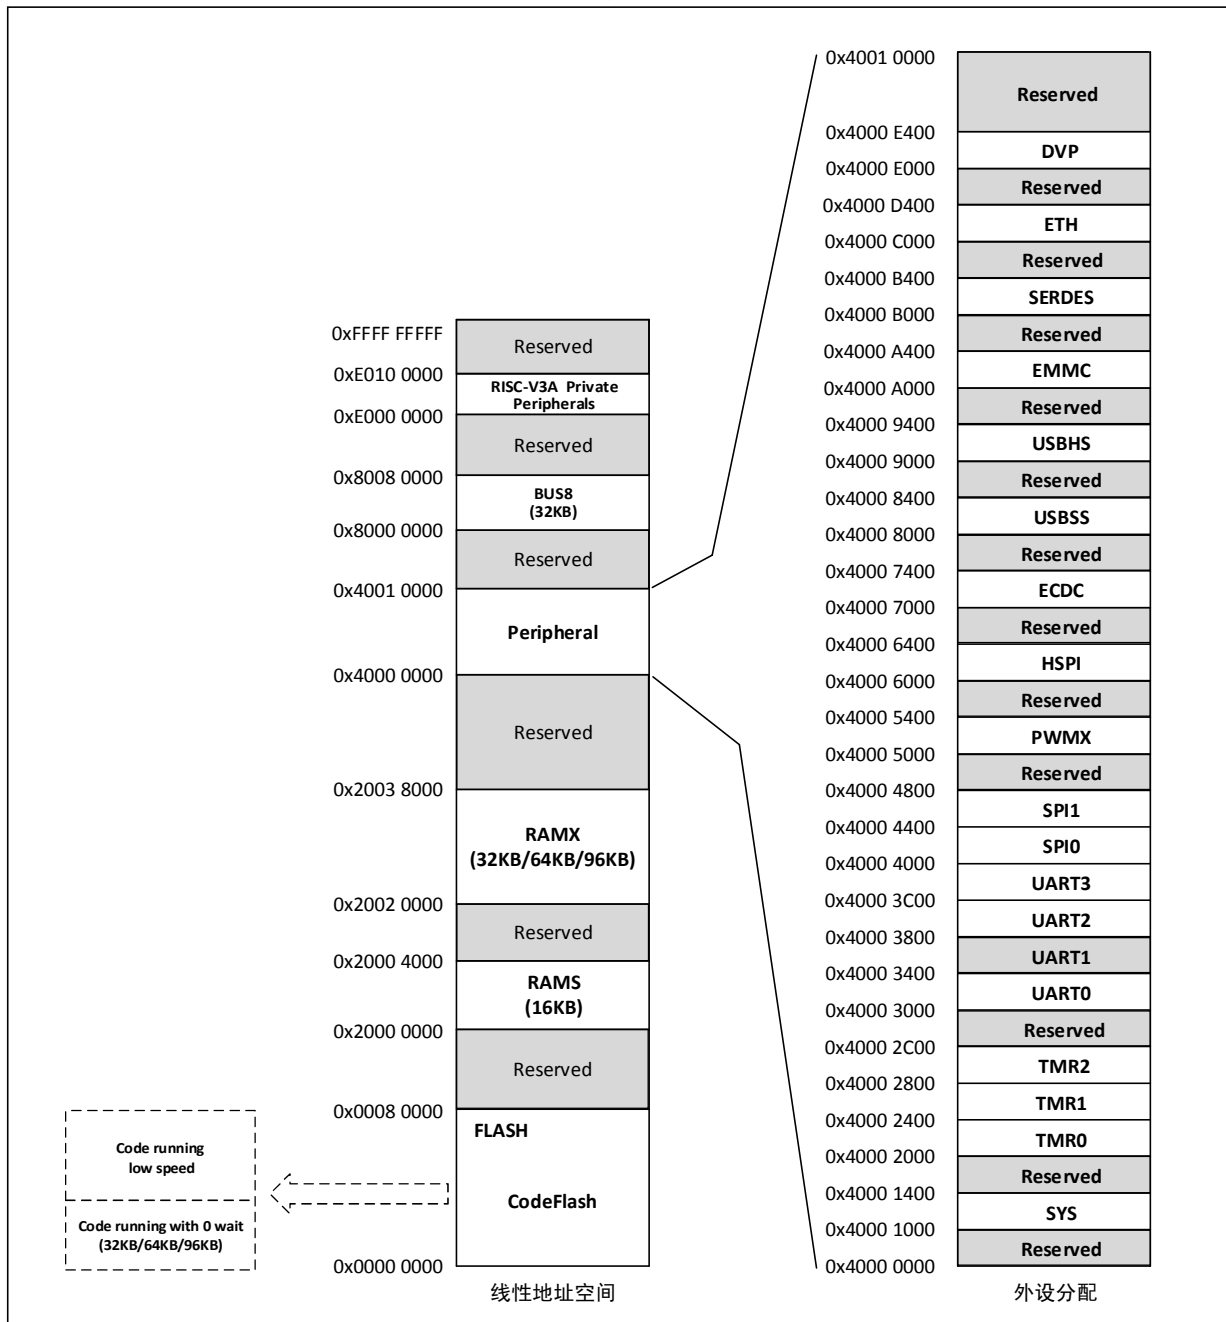 0xFFFF FFFFF
Reserved
0xE010 0000
RISC-V3A Private
Peripherals
0xE000 0000
Reserved
0x8008 0000
BUS8
(32KB)
0x8000 0000
Reserved
0x4001 0000
Peripheral
0x4000 0000
Reserved
0x2003 8000
RAMX
(32KB/64KB/96KB)
0x2002 0000
Reserved
0x2000 4000
RAMS
(16KB)
0x2000 0000
Reserved
0x0008 0000
FLASH
CodeFlash
0x0000 0000
线性地址空间
Code running
low speed
Code running with 0 wait
(32KB/64KB/96KB)
0x4001 0000
Reserved
0x4000 E400
DVP
0x4000 E000
Reserved
0x4000 D400
ETH
0x4000 C000
Reserved
0x4000 B400
SERDES
0x4000 B000
Reserved
0x4000 A400
EMMC
0x4000 A000
Reserved
0x4000 9400
USBHS
0x4000 9000
Reserved
0x4000 8400
USBSS
0x4000 8000
Reserved
0x4000 7400
ECDC
0x4000 7000
Reserved
0x4000 6400
HSPI
0x4000 6000
Reserved
0x4000 5400
PWMX
0x4000 5000
Reserved
0x4000 4800
SPI1
0x4000 4400
SPI0
0x4000 4000
UART3
0x4000 3C00
UART2
0x4000 3800
UART1
0x4000 3400
UART0
0x4000 3000
Reserved
0x4000 2C00
TMR2
0x4000 2800
TMR1
0x4000 2400
TMR0
0x4000 2000
Reserved
0x4000 1400
SYS
0x4000 1000
Reserved
0x4000 0000
外设分配